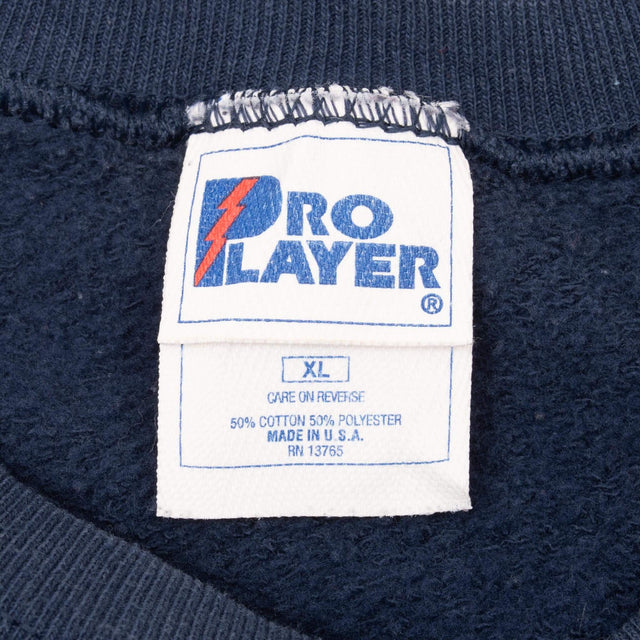 PRO
PLAYER
®
XL
CARE ON REVERSE
50% COTTON 50% POLYESTER
MADE IN U.S.A.
RN 13765